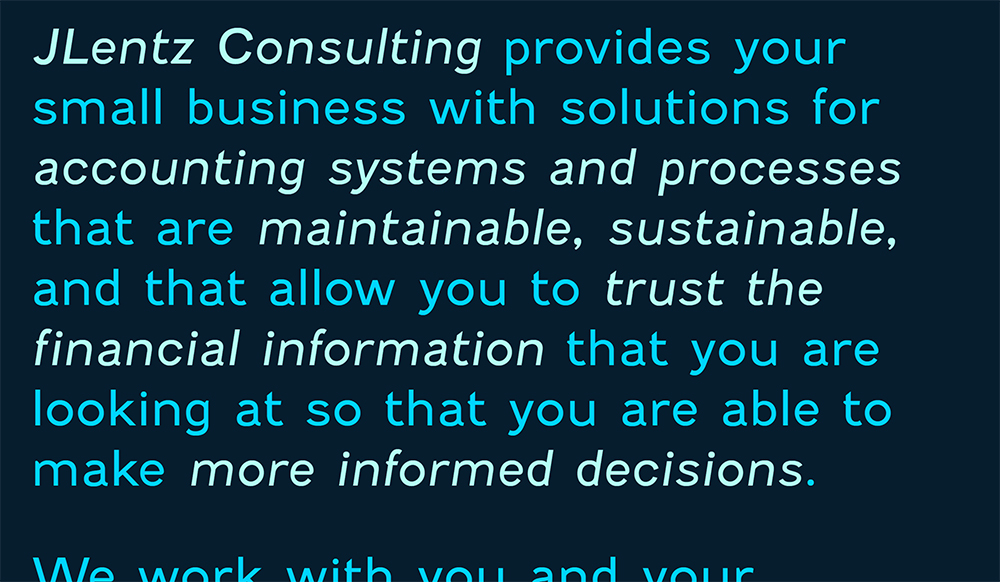 JLentz Consulting provides your
small business with solutions for
accounting systems and processes
that are maintainable, sustainable,
and that allow you to trust the
financial information that you are
looking at so that you are able to
make more informed decisions.
We work with you and your